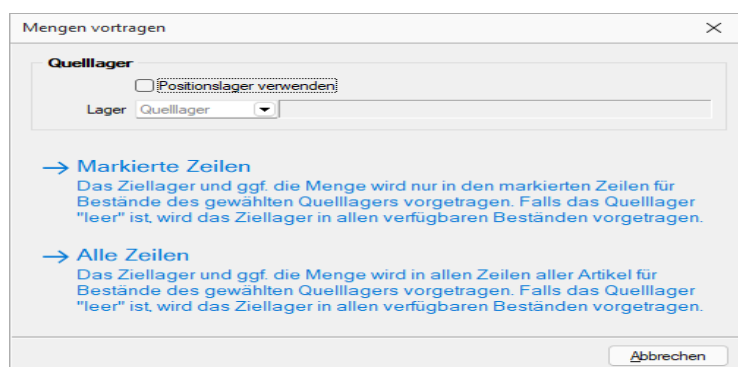 Mengen vortragen
Quelllager
Positionslager verwenden
Lager Quelllager
Markierte Zeilen
Das Ziellager und ggf. die Menge wird nur in den markierten Zeilen für
Bestände des gewählten Quelllagers vorgetragen. Falls das Quelllager
"leer" ist, wird das Ziellager in allen verfügbaren Beständen vorgetragen.
Alle Zeilen
Das Ziellager und ggf. die Menge wird in allen Zeilen aller Artikel für
Bestände des gewählten Quelllagers vorgetragen. Falls das Quelllager
"leer" ist, wird das Ziellager in allen verfügbaren Beständen vorgetragen.
Abbrechen